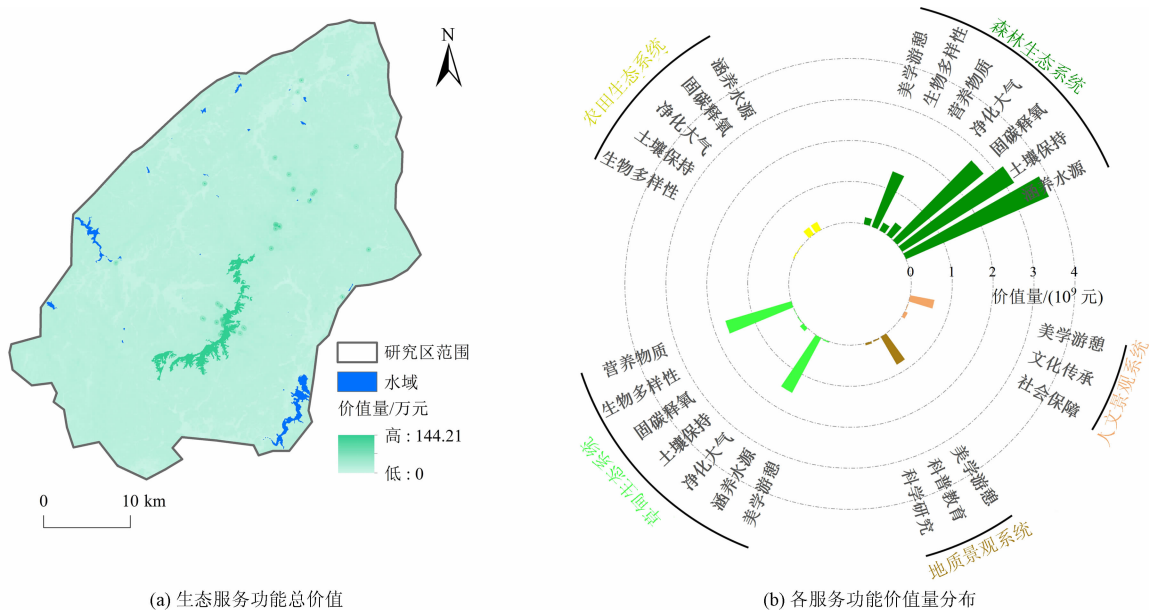 N
研究区范围
水域
价值量/万元
高 : 144.21
低 : 0
0 10 km
(a) 生态服务功能总价值
森林生态系统
美学游憩
生物多样性
营养物质
净化大气
固碳释氧
土壤保持
涵养水源
农田生态系统
涵养水源
固碳释氧
净化大气
土壤保持
生物多样性
0 1 2 3 4
价值量/(10⁹ 元)
人文景观系统
美学游憩
文化传承
社会保障
地质景观系统
美学游憩
科普教育
科学研究
草甸生态系统
营养物质
生物多样性
固碳释氧
土壤保持
净化大气
涵养水源
美学游憩
(b) 各服务功能价值量分布